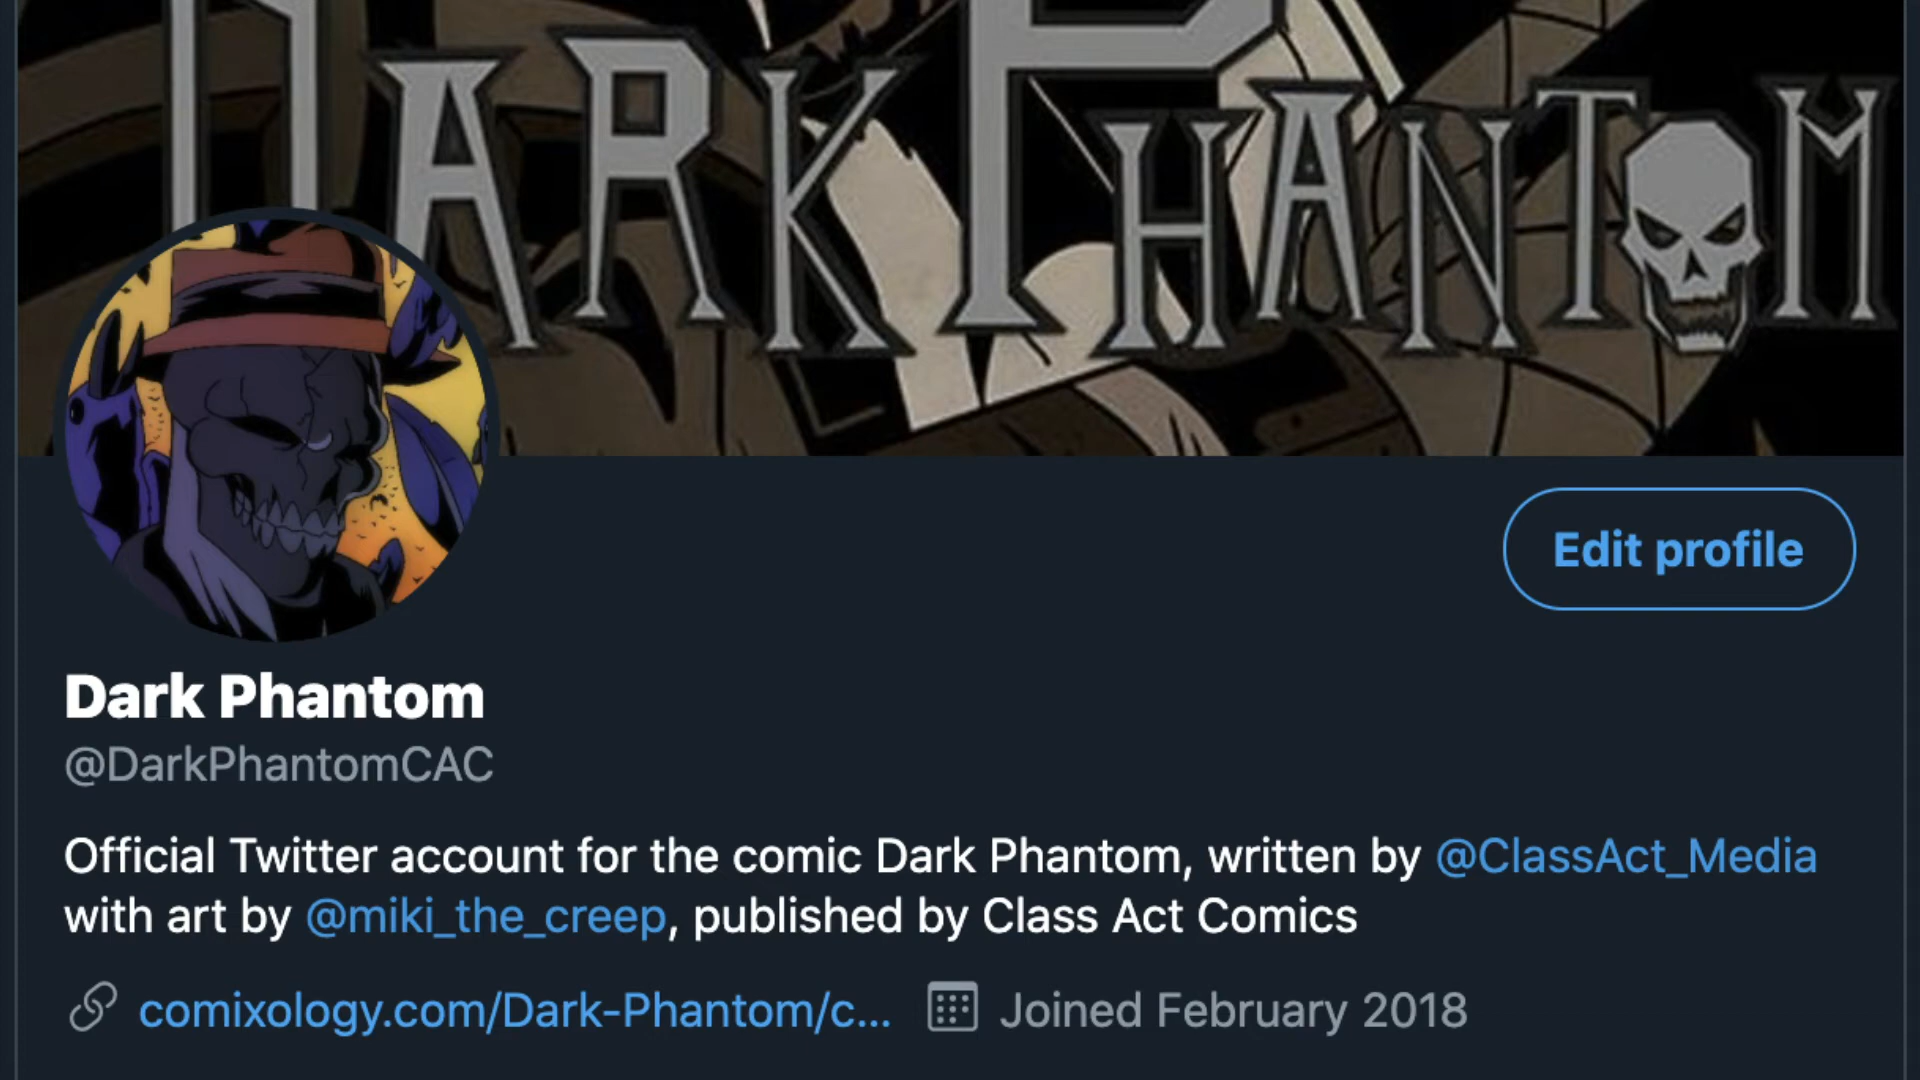 DARK PHANTOM
Edit profile
Dark Phantom
@DarkPhantomCAC
Official Twitter account for the comic Dark Phantom, written by @ClassAct_Media
with art by @miki_the_creep, published by Class Act Comics
comixology.com/Dark-Phantom/c... Joined February 2018